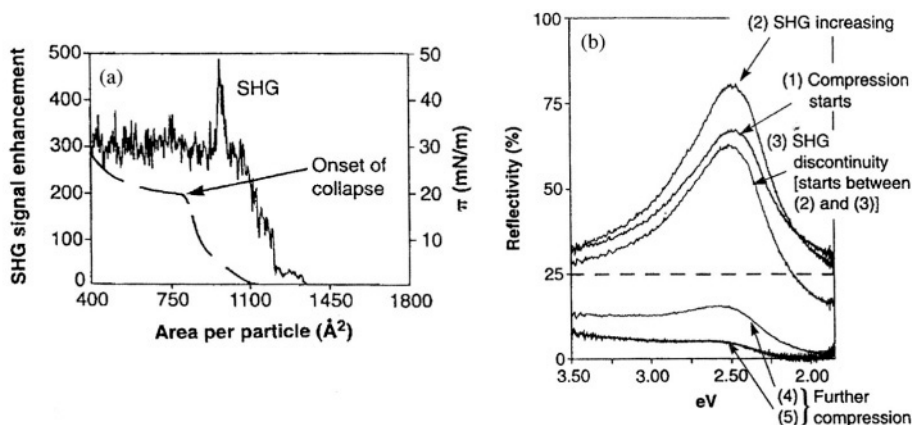 (a)
SHG
Onset of
collapse
500
400
300
200
100
0
50
40
30
20
10
400
750
1100
1450
1800
SHG signal enhancement
π (mN/m)
Area per particle (Å²)
(b)
(2) SHG increasing
(1) Compression
starts
(3) SHG
discontinuity
[starts between
(2) and (3)]
100
75
50
25
0
3.50
3.00
2.50
2.00
Reflectivity (%)
eV
(4)
(5)
Further
compression